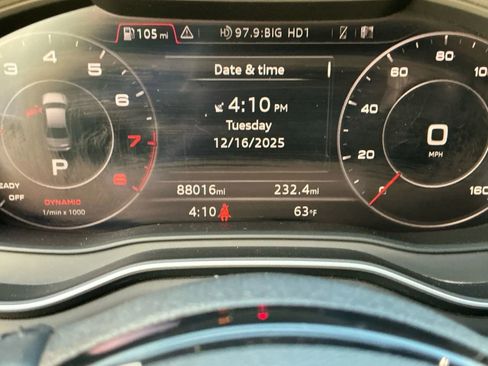 105 mi
97.9:BIG HD1
Date & time
4:10 PM
Tuesday
12/16/2025
3 4 5 6 7 8
P
READY
OFF
DYNAMIC
1/min x 1000
0 20 40 60 80 160
0
MPH
88016mi 232.4mi
4:10 63°F